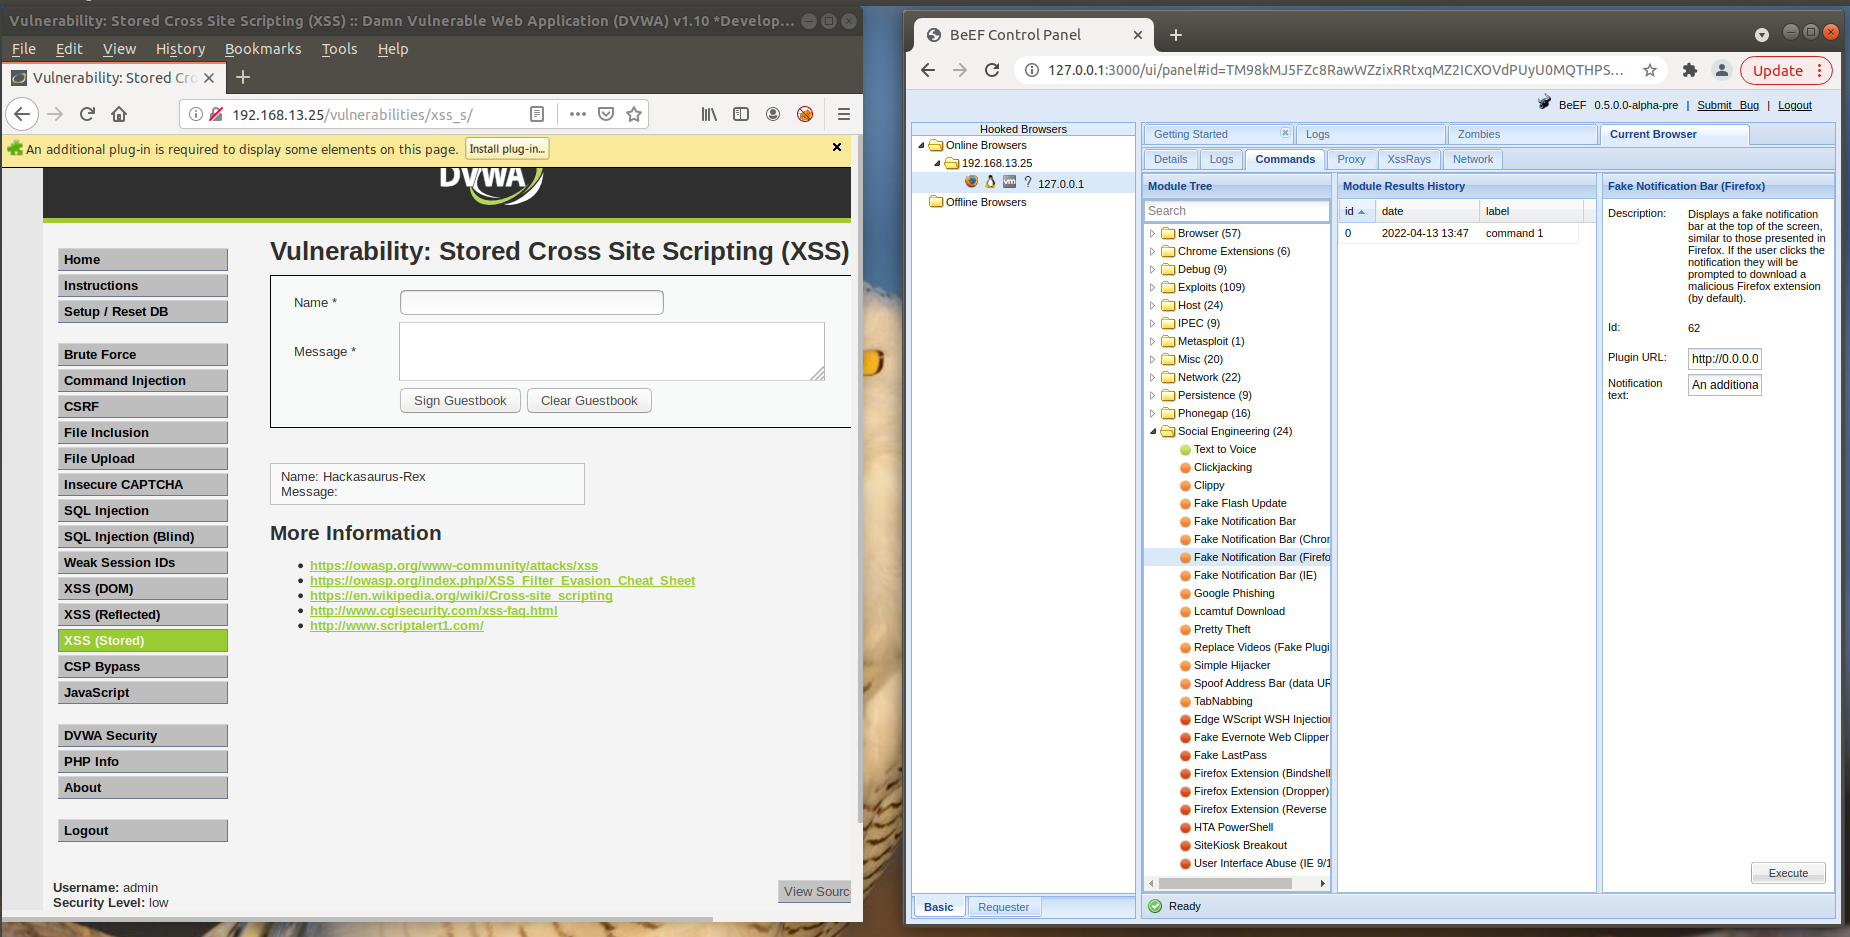 Vulnerability: Stored Cross Site Scripting (XSS) :: Damn Vulnerable Web Application (DVWA) v1.10 *Develop...
File Edit View History Bookmarks Tools Help
Vulnerability: Stored Cro
192.168.13.25/vulnerabilities/xss_s/
An additional plug-in is required to display some elements on this page. Install plug-in...
DVWA
Home
Instructions
Setup / Reset DB
Brute Force
Command Injection
CSRF
File Inclusion
File Upload
Insecure CAPTCHA
SQL Injection
SQL Injection (Blind)
Weak Session IDs
XSS (DOM)
XSS (Reflected)
XSS (Stored)
CSP Bypass
JavaScript
DVWA Security
PHP Info
About
Logout
Vulnerability: Stored Cross Site Scripting (XSS)
Name *
Message *
Sign Guestbook Clear Guestbook
Name: Hackasaurus-Rex
Message:
More Information
https://owasp.org/www-community/attacks/xss
https://owasp.org/index.php/XSS_Filter_Evasion_Cheat_Sheet
https://en.wikipedia.org/wiki/Cross-site_scripting
http://www.cgisecurity.com/xss-faq.html
http://www.scriptalert1.com/
Username: admin
Security Level: low
View Sourc
BeEF Control Panel
127.0.0.1:3000/ui/panel#id=TM98kMJ5FZc8RawWZzixRRtxqMZ2ICXOVdPUyU0MQTHPS...
Update
BeEF 0.5.0.0-alpha-pre | Submit Bug | Logout
Hooked Browsers
Online Browsers
192.168.13.25
vm ? 127.0.0.1
Offline Browsers
Basic Requester
Getting Started Logs Zombies Current Browser
Details Logs Commands Proxy XssRays Network
Module Tree
Search
Browser (57)
Chrome Extensions (6)
Debug (9)
Exploits (109)
Host (24)
IPEC (9)
Metasploit (1)
Misc (20)
Network (22)
Persistence (9)
Phonegap (16)
Social Engineering (24)
Text to Voice
Clickjacking
Clippy
Fake Flash Update
Fake Notification Bar
Fake Notification Bar (Chror
Fake Notification Bar (Firefo
Fake Notification Bar (IE)
Google Phishing
Lcamtuf Download
Pretty Theft
Replace Videos (Fake Plugi
Simple Hijacker
Spoof Address Bar (data UR
TabNabbing
Edge WScript WSH Injection
Fake Evernote Web Clipper
Fake LastPass
Firefox Extension (Bindshell
Firefox Extension (Dropper)
Firefox Extension (Reverse
HTA PowerShell
SiteKiosk Breakout
User Interface Abuse (IE 9/1
Module Results History
id date label
0 2022-04-13 13:47 command 1
Fake Notification Bar (Firefox)
Description: Displays a fake notification
bar at the top of the screen,
similar to those presented in
Firefox. If the user clicks the
notification they will be
prompted to download a
malicious Firefox extension
(by default).
Id: 62
Plugin URL: http://0.0.0.0
Notification text: An additiona
Execute
Ready